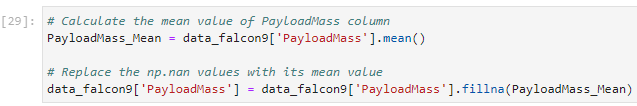 [29]:
# Calculate the mean value of PayloadMass column
PayloadMass_Mean = data_falcon9['PayloadMass'].mean()
# Replace the np.nan values with its mean value
data_falcon9['PayloadMass'] = data_falcon9['PayloadMass'].fillna(PayloadMass_Mean)